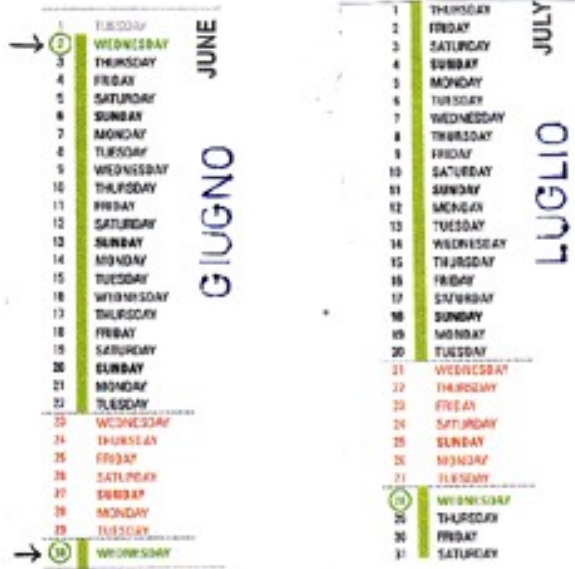 JUNE
GIUGNO
1 TUESDAY
2 WEDNESDAY
3 THURSDAY
4 FRIDAY
5 SATURDAY
6 SUNDAY
7 MONDAY
8 TUESDAY
9 WEDNESDAY
10 THURSDAY
11 FRIDAY
12 SATURDAY
13 SUNDAY
14 MONDAY
15 TUESDAY
16 WEDNESDAY
17 THURSDAY
18 FRIDAY
19 SATURDAY
20 SUNDAY
21 MONDAY
22 TUESDAY
23 WEDNESDAY
24 THURSDAY
25 FRIDAY
26 SATURDAY
27 SUNDAY
28 MONDAY
29 TUESDAY
30 WEDNESDAY
JULY
LUGLIO
1 THURSDAY
2 FRIDAY
3 SATURDAY
4 SUNDAY
5 MONDAY
6 TUESDAY
7 WEDNESDAY
8 THURSDAY
9 FRIDAY
10 SATURDAY
11 SUNDAY
12 MONDAY
13 TUESDAY
14 WEDNESDAY
15 THURSDAY
16 FRIDAY
17 SATURDAY
18 SUNDAY
19 MONDAY
20 TUESDAY
21 WEDNESDAY
22 THURSDAY
23 FRIDAY
24 SATURDAY
25 SUNDAY
26 MONDAY
27 TUESDAY
28 WEDNESDAY
29 THURSDAY
30 FRIDAY
31 SATURDAY